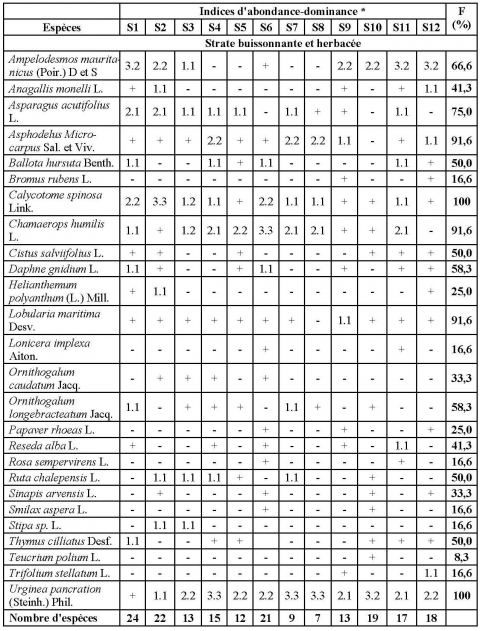 Espèces Indices d'abondance-dominance * F (%)
S1 S2 S3 S4 S5 S6 S7 S8 S9 S10 S11 S12
Strate buissonnante et herbacée
Ampelodesmos maurita-
nicus (Poir.) D et S 3.2 2.2 1.1 - - + - - 2.2 2.2 3.2 3.2 66,6
Anagallis monelli L. + 1.1 - - - - - - + - + 1.1 41,3
Asparagus acutifolius
L. 2.1 2.1 1.1 1.1 1.1 - 1.1 + + - 1.1 - 75,0
Asphodelus Micro-
carpus Sal. et Viv. + + + 2.2 + + 2.2 2.2 1.1 - + 1.1 91,6
Ballota hursuta Benth. 1.1 - - 1.1 + 1.1 - - - - 1.1 + 50,0
Bromus rubens L. - - - - - - - - + - - + 16,6
Calycotome spinosa
Link. 2.2 3.3 1.2 1.1 + 2.2 1.1 1.1 + + 1.1 + 100
Chamaerops humilis
L. 1.1 + 1.2 2.1 2.2 3.3 2.1 2.1 + + 2.1 - 91,6
Cistus salviifolius L. + + - - + - - - - + + + 50,0
Daphne gnidium L. 1.1 + - - + 1.1 - - + - + + 58,3
Helianthemum
polyanthum (L.) Mill. + 1.1 - - - - - - - - - + 25,0
Lobularia maritima
Desv. + + + + + + + - 1.1 + + + 91,6
Lonicera implexa
Aiton. - - - - - + - - - - + - 16,6
Ornithogalum
caudatum Jacq. - + + + - + - - - - - - 33,3
Ornithogalum
longebracteatum Jacq. 1.1 - + + + - 1.1 + - + - - 58,3
Papaver rhoeas L. - - - - - + - - + - - + 25,0
Reseda alba L. + - - + - + - - + - 1.1 - 41,3
Rosa sempervirens L. - - - - - + - - - - + - 16,6
Ruta chalepensis L. - 1.1 1.1 1.1 + - 1.1 - - + - - 50,0
Sinapis arvensis L. - + - - - + - - - + - + 33,3
Smilax aspera L. - - - - - + - - - + - - 16,6
Stipa sp. L. - 1.1 1.1 - - - - - - - - - 16,6
Thymus cilliatus Desf. 1.1 - - + + - - - - + + + 50,0
Teucrium polium L. - - - - - - - - - + - - 8,3
Trifolium stellatum L. - - - - - - - - + - - 1.1 16,6
Urginea pancration
(Steinh.) Phil. + 1.1 2.2 3.3 2.2 2.2 3.3 3.3 2.1 3.2 2.1 2.2 100
Nombre d'espèces 24 22 13 15 12 21 9 7 13 19 17 18